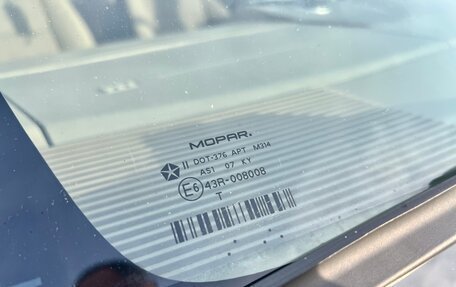 MOPAR.
II DOT-376 APT M314
AS1 07 KY
E6 43R-008008
T